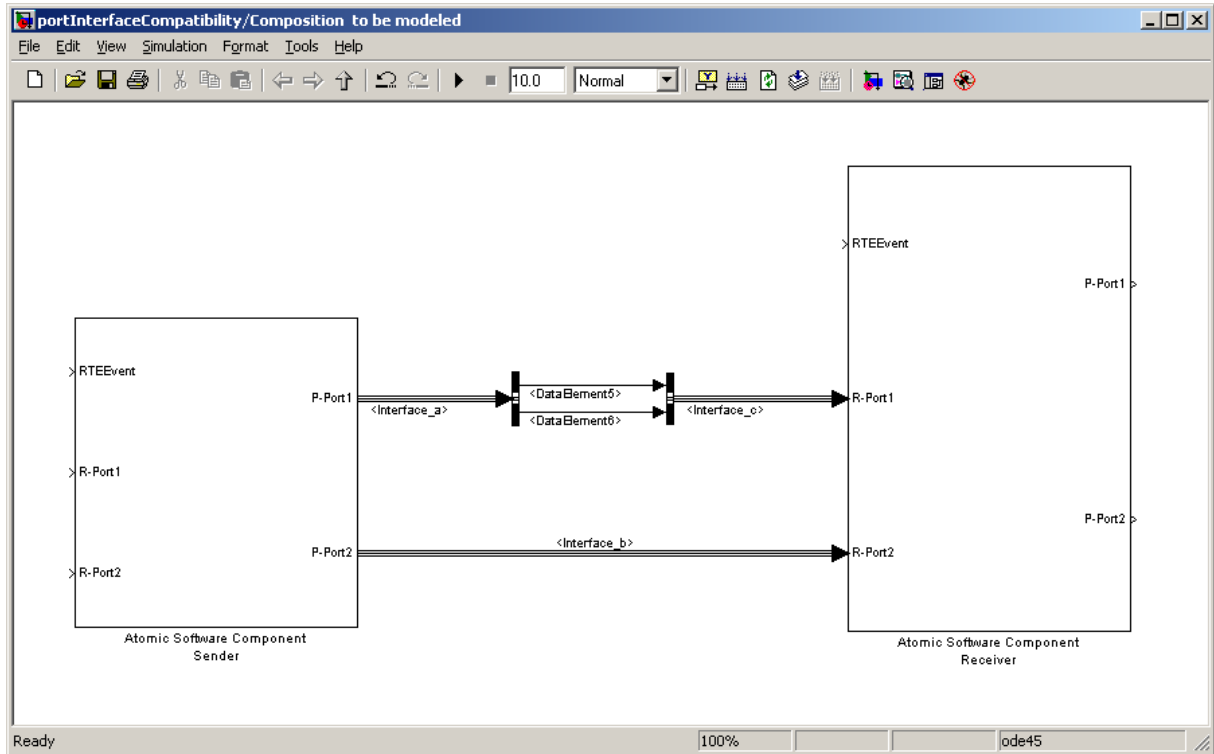 portInterfaceCompatibility/Composition to be modeled
File Edit View Simulation Format Tools Help
10.0 Normal
RTEEvent
P-Port1
RTEEvent
P-Port1
<Interface_a>
<DataElement5>
<DataElement6>
<Interface_c>
R-Port1
R-Port1
P-Port2
<Interface_b>
P-Port2
R-Port2
R-Port2
Atomic Software Component
Sender
Atomic Software Component
Receiver
Ready 100% ode45